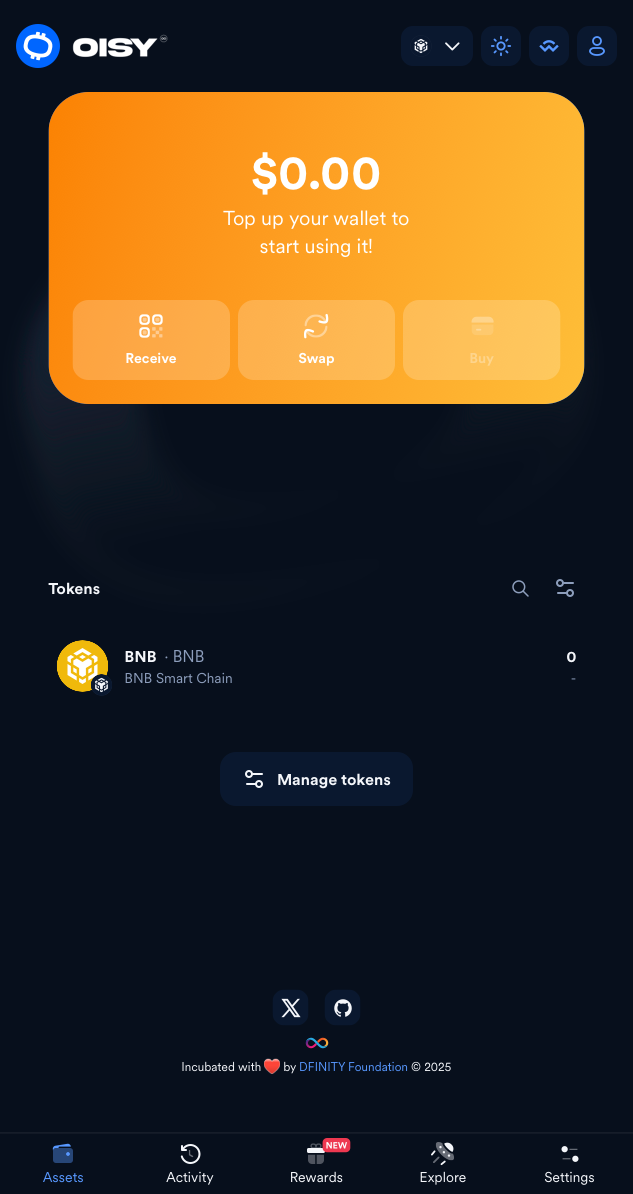 OISY
$0.00
Top up your wallet to
start using it!
Receive
Swap
Buy
Tokens
BNB · BNB
0
BNB Smart Chain
-
Manage tokens
Incubated with ❤️ by DFINITY Foundation © 2025
NEW
Assets
Activity
Rewards
Explore
Settings